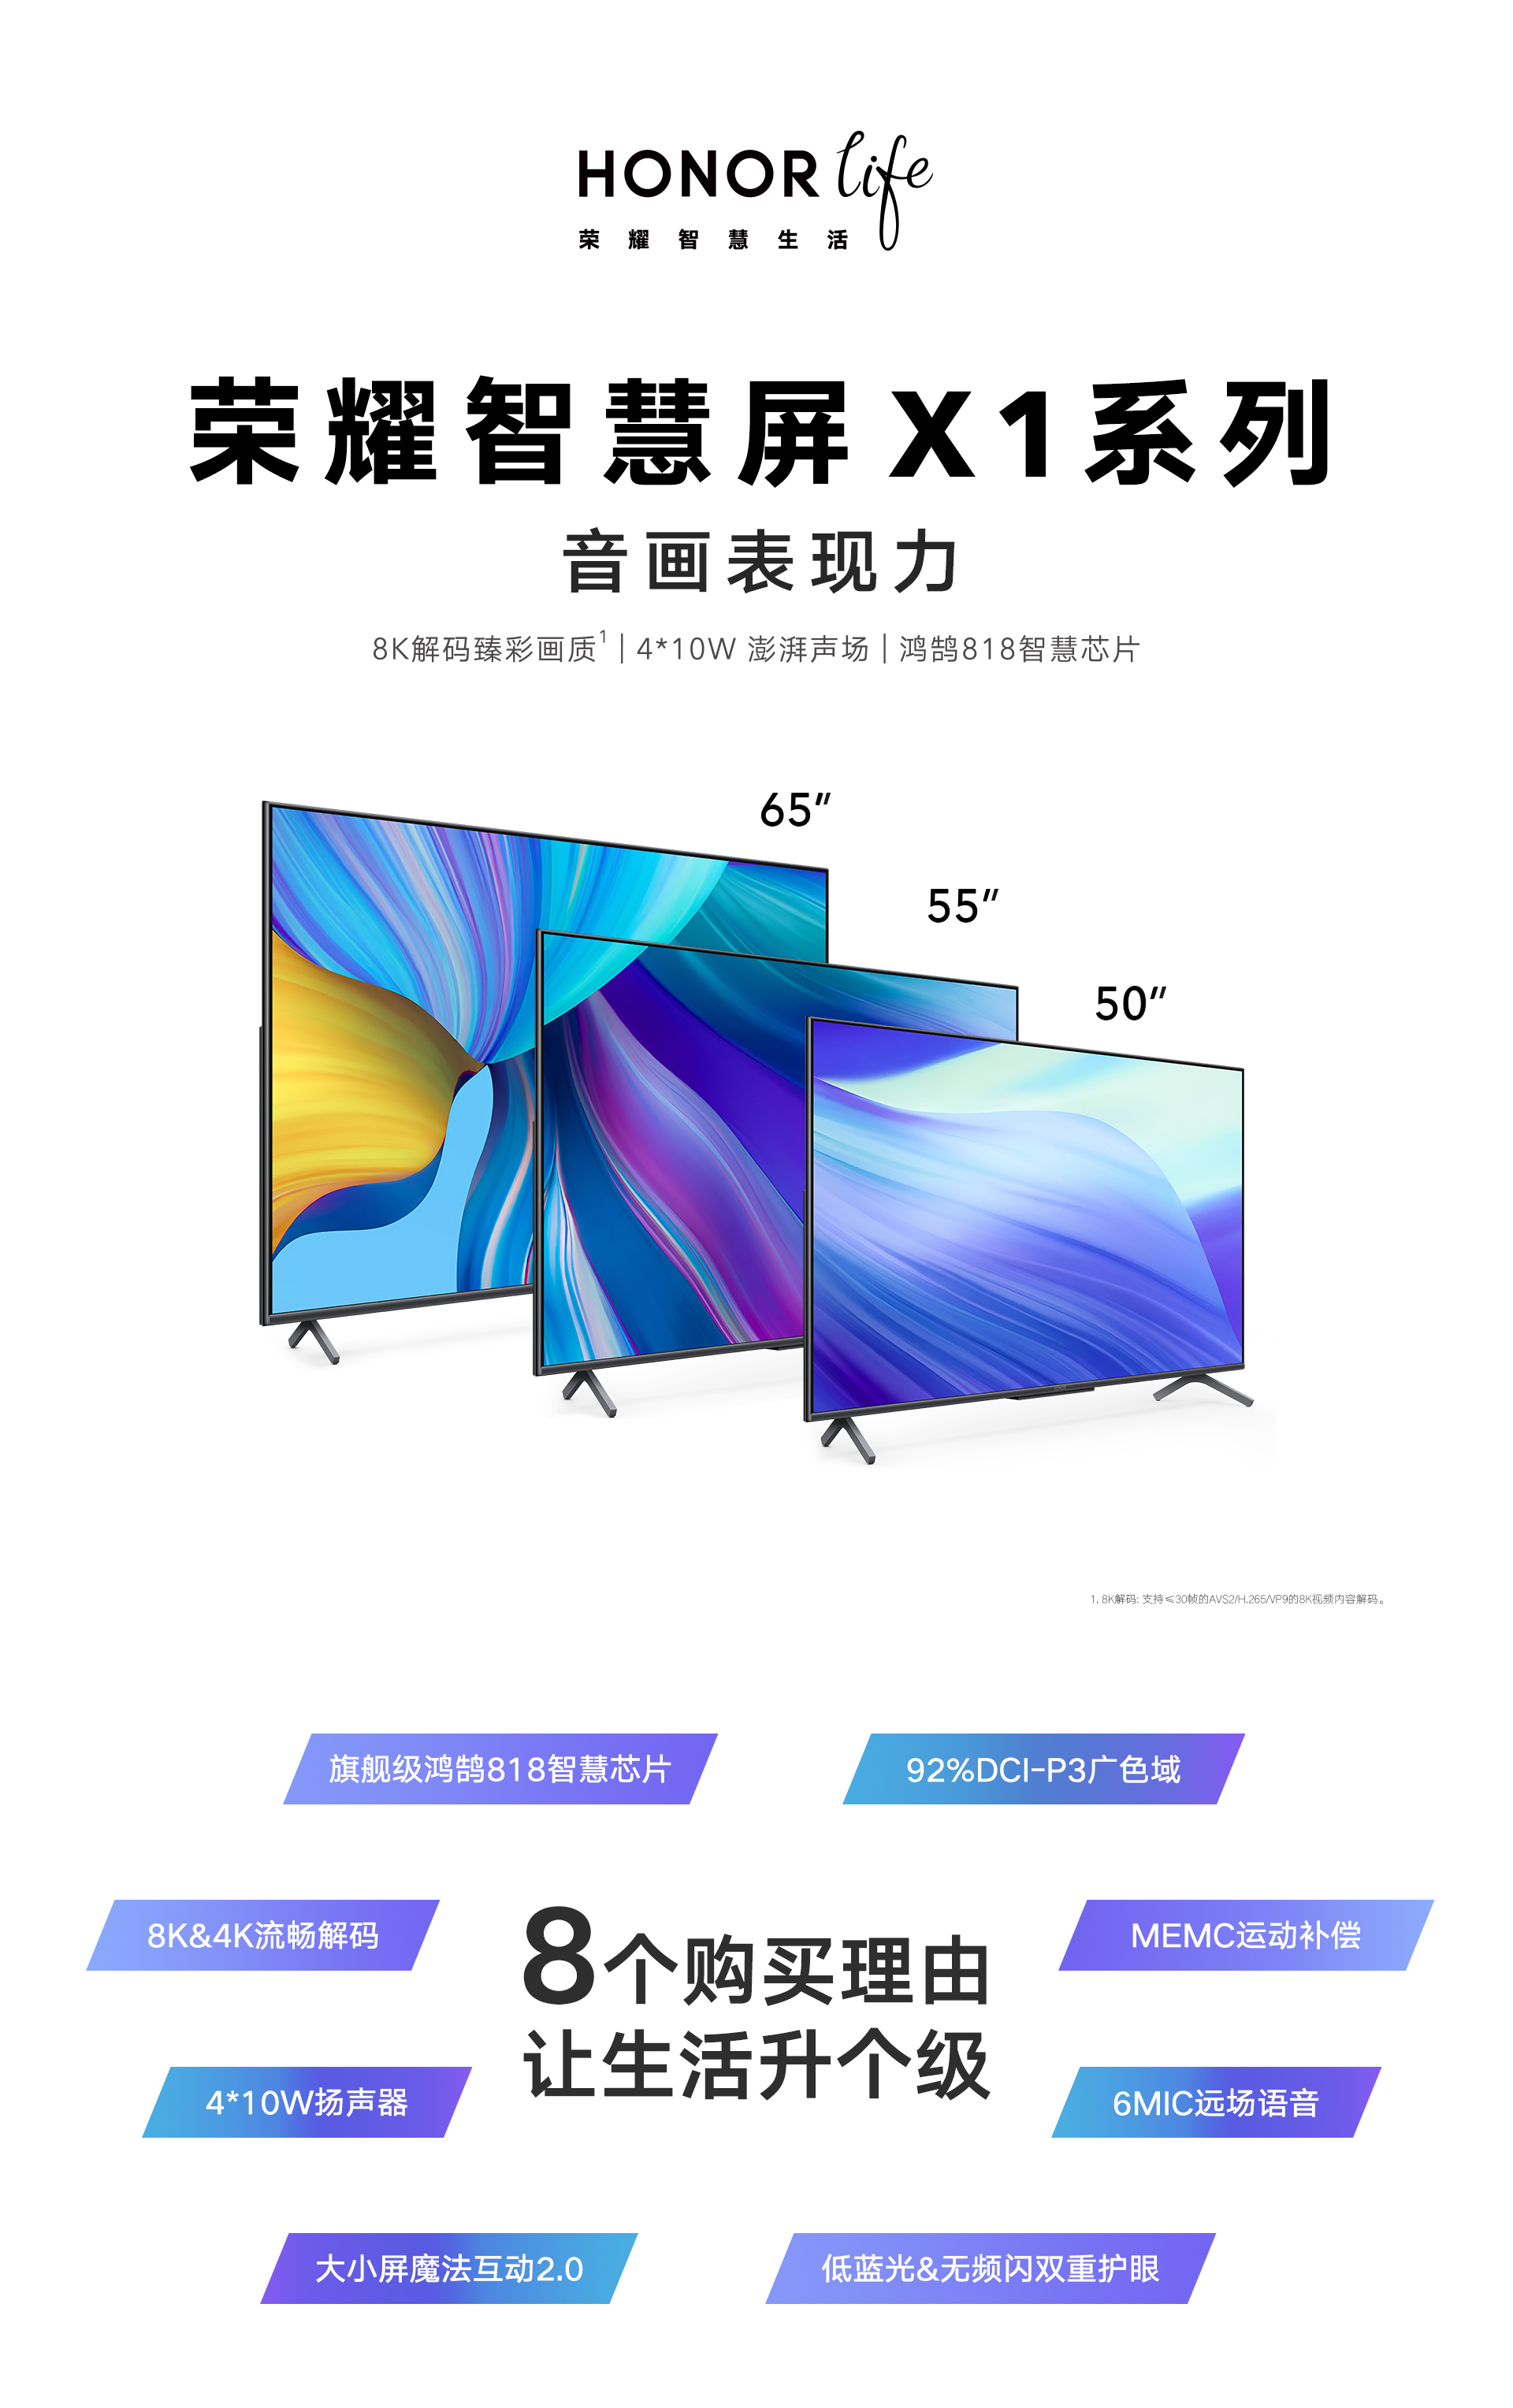 HONOR life
荣耀智慧生活
荣耀智慧屏X1系列
音画表现力
8K解码臻彩画质¹|4*10W 澎湃声场|鸿鹄818智慧芯片
65″
55″
50″
1. 8K解码: 支持≤30帧的AVS2/H.265/VP9的8K视频内容解码。
旗舰级鸿鹄818智慧芯片
92%DCI-P3广色域
8K&4K流畅解码
8个购买理由
MEMC运动补偿
让生活升个级
4*10W扬声器
6MIC远场语音
大小屏魔法互动2.0
低蓝光&无频闪双重护眼